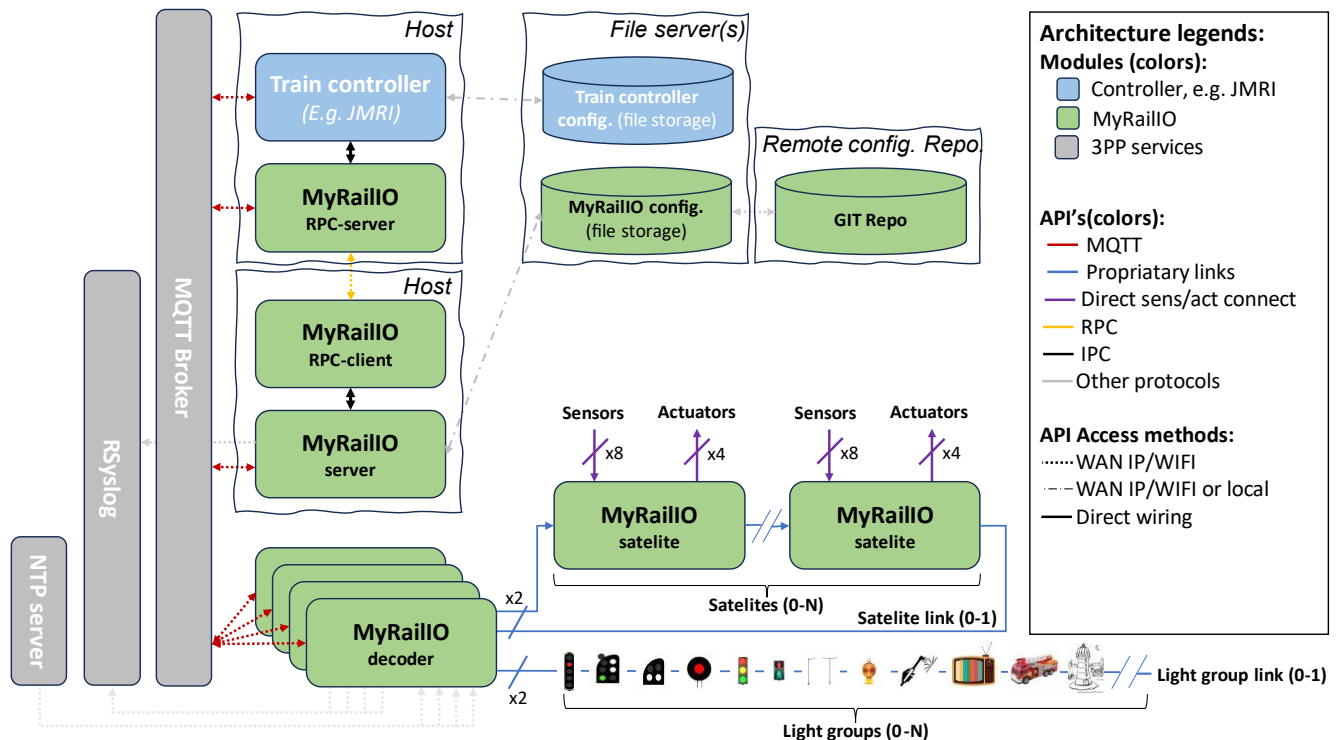 Host
Train controller
(E.g. JMRI)
MyRailIO
RPC-server
Host
MyRailIO
RPC-client
MyRailIO
server
MQTT Broker
RSyslog
NTP server
File server(s)
Train controller
config. (file storage)
MyRailIO config.
(file storage)
Remote config. Repo.
GIT Repo
Sensors
Actuators
Sensors
Actuators
x8
x4
x8
x4
MyRailIO
satelite
MyRailIO
satelite
Satelites (0-N)
Satelite link (0-1)
x2
MyRailIO
decoder
x2
Light group link (0-1)
Light groups (0-N)
Architecture legends:
Modules (colors):
Controller, e.g. JMRI
MyRailIO
3PP services
API's(colors):
MQTT
Propriatary links
Direct sens/act connect
RPC
IPC
Other protocols
API Access methods:
WAN IP/WIFI
WAN IP/WIFI or local
Direct wiring